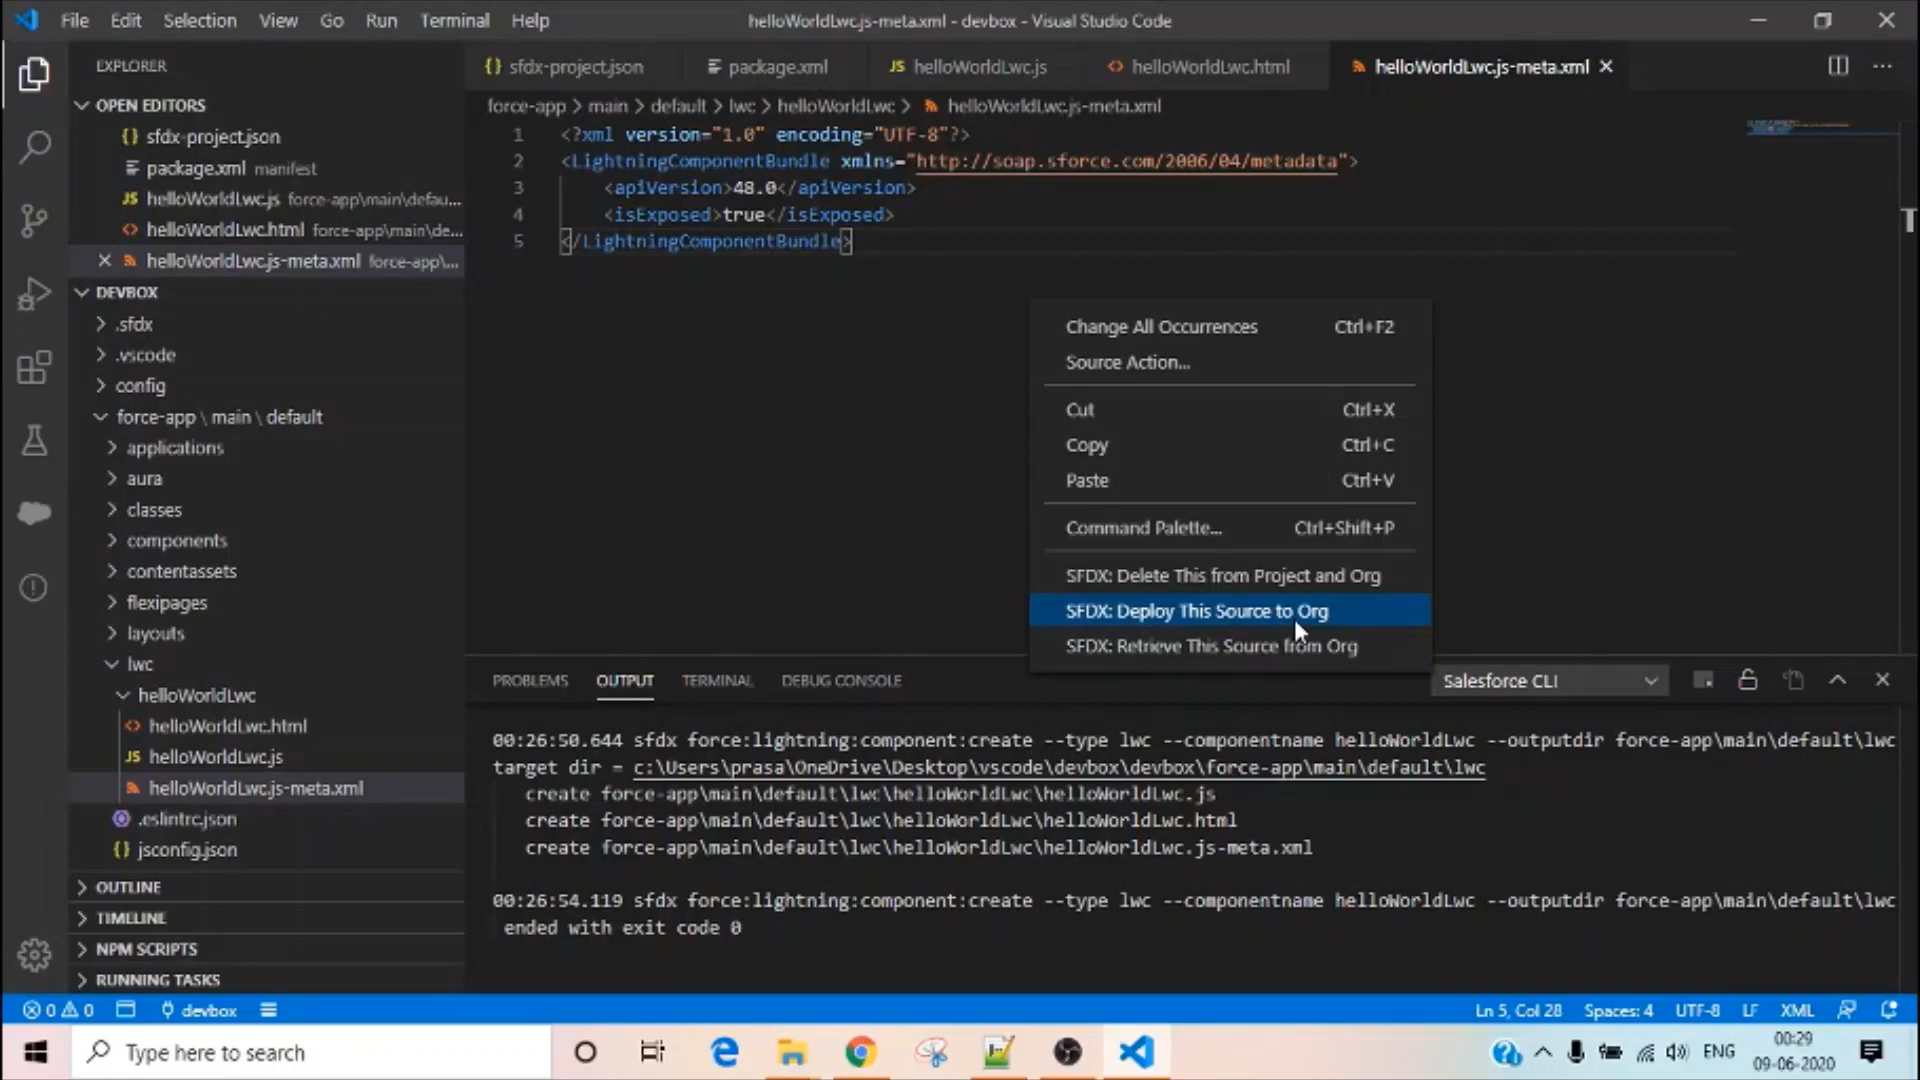 File Edit Selection View Go Run Terminal Help
helloWorldLwc.js-meta.xml - devbox - Visual Studio Code
EXPLORER
{} sfdx-project.json
package.xml
JS helloWorldLwc.js
<> helloWorldLwc.html
helloWorldLwc.js-meta.xml
OPEN EDITORS
{} sfdx-project.json
package.xml manifest
JS helloWorldLwc.js force-app\main\defau...
<> helloWorldLwc.html force-app\main\de...
helloWorldLwc.js-meta.xml force-app\...
DEVBOX
> .sfdx
> .vscode
> config
force-app \ main \ default
> applications
> aura
> classes
> components
> contentassets
> flexipages
> layouts
lwc
helloWorldLwc
<> helloWorldLwc.html
JS helloWorldLwc.js
helloWorldLwc.js-meta.xml
.eslintrc.json
{} jsconfig.json
> OUTLINE
> TIMELINE
> NPM SCRIPTS
> RUNNING TASKS
force-app > main > default > lwc > helloWorldLwc > helloWorldLwc.js-meta.xml
1 <?xml version="1.0" encoding="UTF-8"?>
2 <LightningComponentBundle xmlns="http://soap.sforce.com/2006/04/metadata">
3 <apiVersion>48.0</apiVersion>
4 <isExposed>true</isExposed>
5 </LightningComponentBundle>
Change All Occurrences Ctrl+F2
Source Action...
Cut Ctrl+X
Copy Ctrl+C
Paste Ctrl+V
Command Palette... Ctrl+Shift+P
SFDX: Delete This from Project and Org
SFDX: Deploy This Source to Org
SFDX: Retrieve This Source from Org
PROBLEMS OUTPUT TERMINAL DEBUG CONSOLE
Salesforce CLI
00:26:50.644 sfdx force:lightning:component:create --type lwc --componentname helloWorldLwc --outputdir force-app\main\default\lwc
target dir = c:\Users\prasa\OneDrive\Desktop\vscode\devbox\devbox\force-app\main\default\lwc
create force-app\main\default\lwc\helloWorldLwc\helloWorldLwc.js
create force-app\main\default\lwc\helloWorldLwc\helloWorldLwc.html
create force-app\main\default\lwc\helloWorldLwc\helloWorldLwc.js-meta.xml
00:26:54.119 sfdx force:lightning:component:create --type lwc --componentname helloWorldLwc --outputdir force-app\main\default\lwc
ended with exit code 0
0 0 devbox
Ln 5, Col 28 Spaces: 4 UTF-8 LF XML
Type here to search
ENG
00:29
09-06-2020